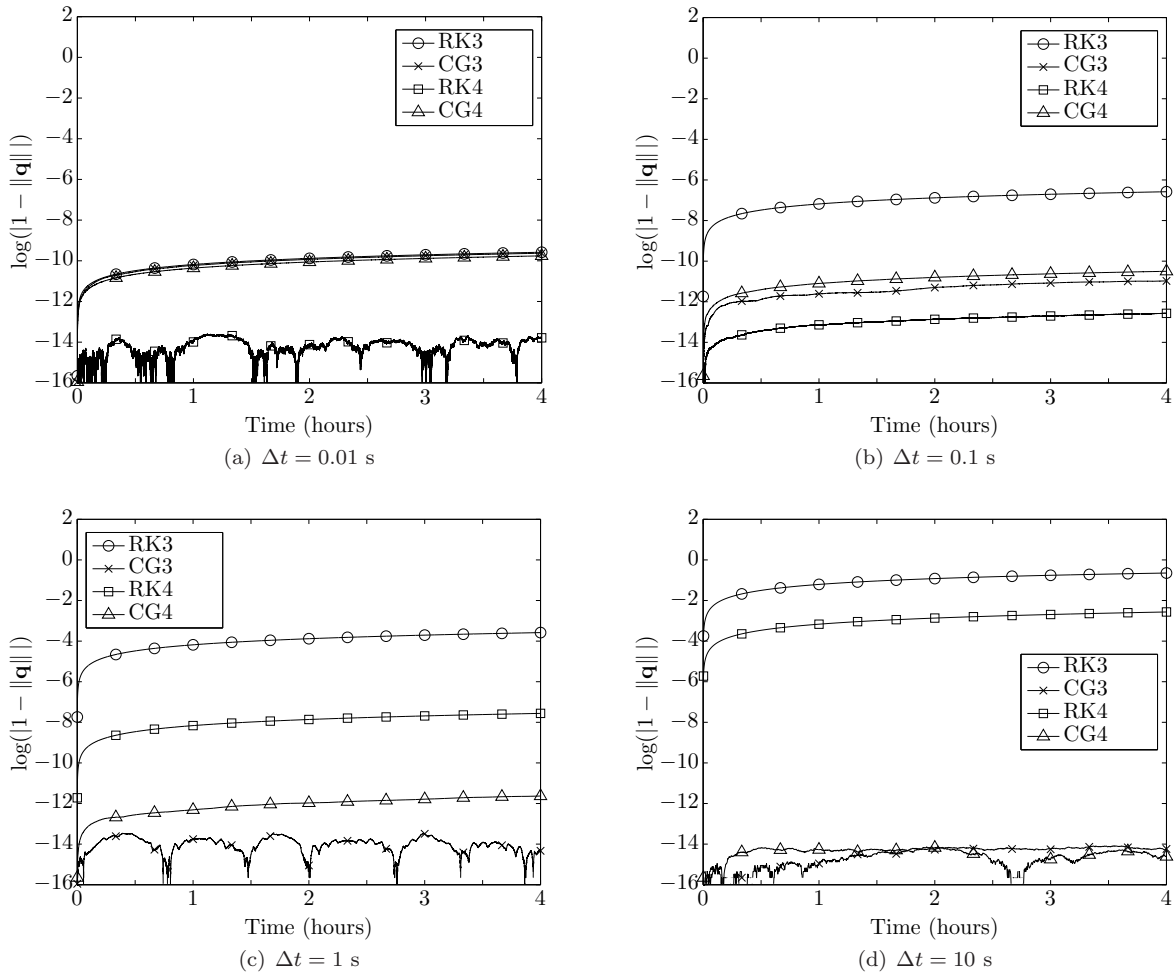 2
0
−2
−4
−6
−8
−10
−12
−14
−16
log(|1 − ‖q‖ |)
RK3
CG3
RK4
CG4
0 1 2 3 4
Time (hours)
(a) Δt = 0.01 s
2
0
−2
−4
−6
−8
−10
−12
−14
−16
log(|1 − ‖q‖ |)
RK3
CG3
RK4
CG4
0 1 2 3 4
Time (hours)
(b) Δt = 0.1 s
2
0
−2
−4
−6
−8
−10
−12
−14
−16
log(|1 − ‖q‖ |)
RK3
CG3
RK4
CG4
0 1 2 3 4
Time (hours)
(c) Δt = 1 s
2
0
−2
−4
−6
−8
−10
−12
−14
−16
log(|1 − ‖q‖ |)
RK3
CG3
RK4
CG4
0 1 2 3 4
Time (hours)
(d) Δt = 10 s